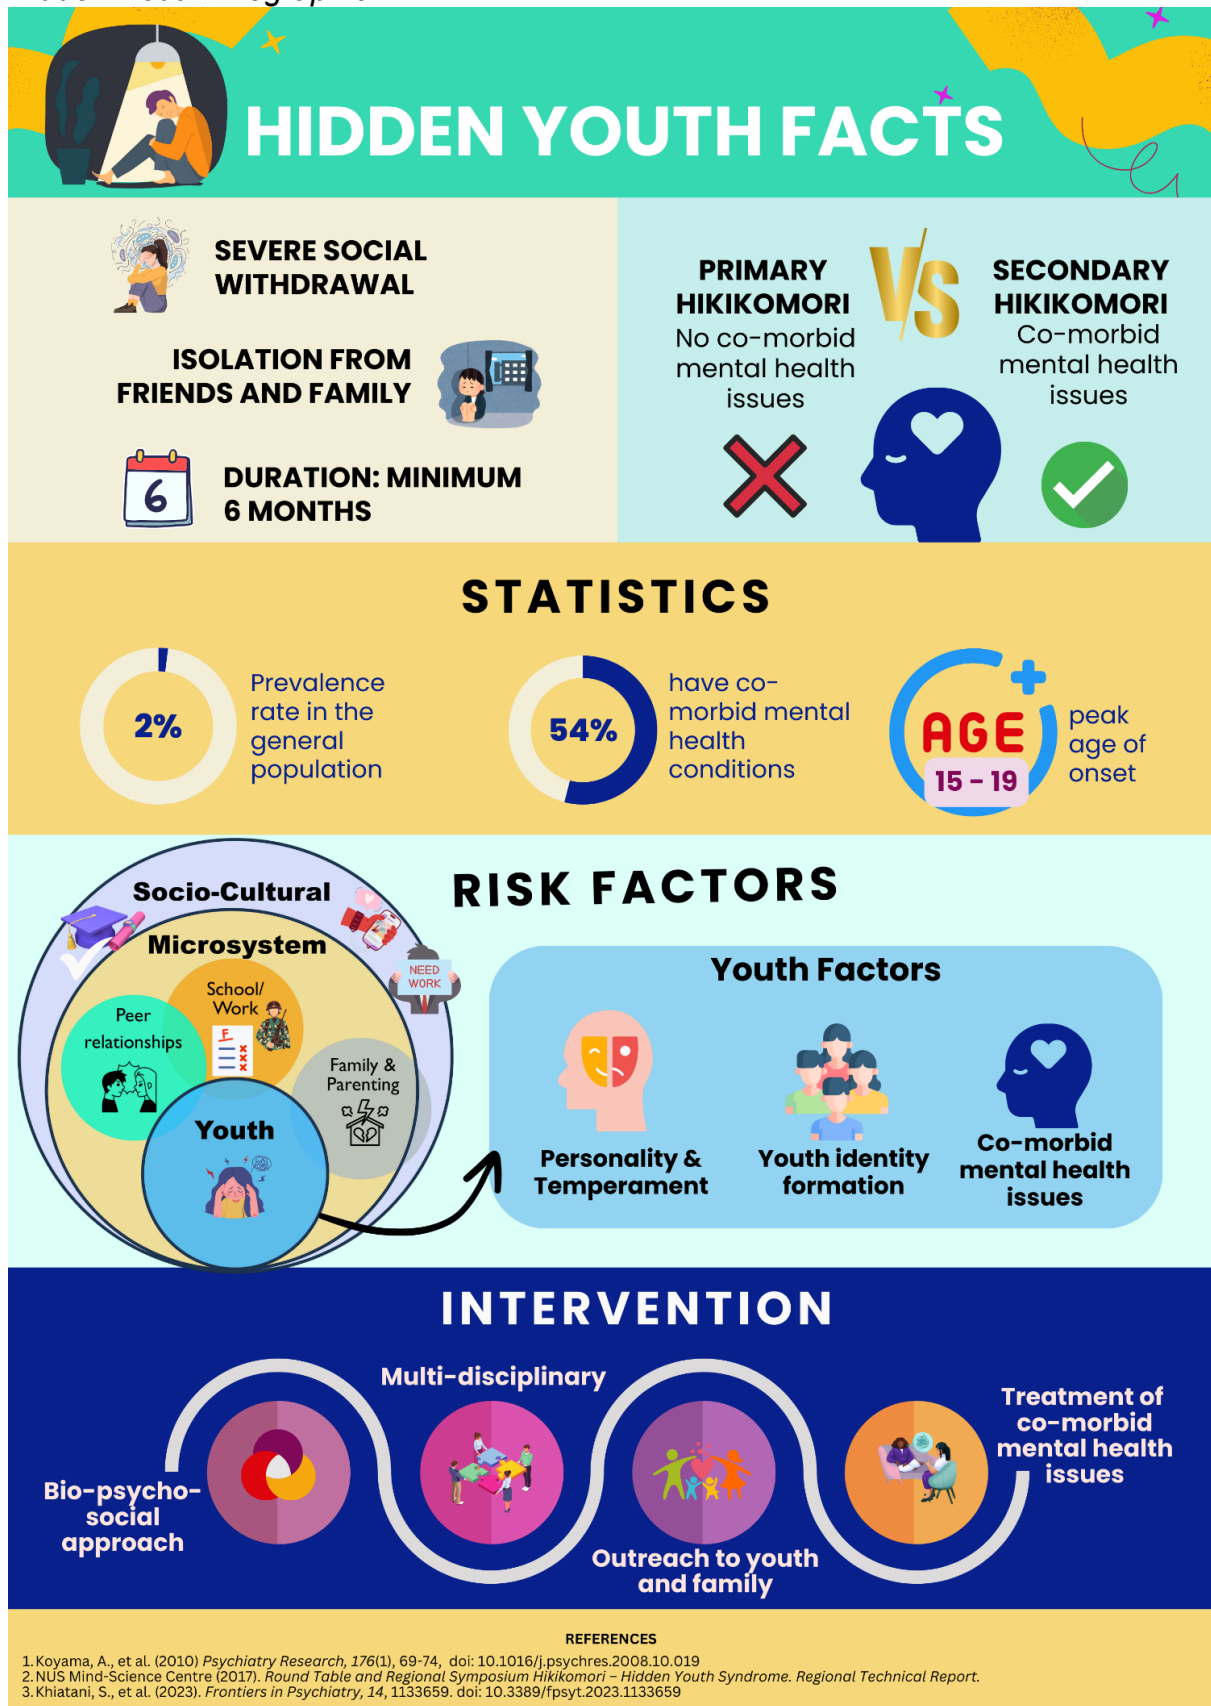 HIDDEN YOUTH FACTS
SEVERE SOCIAL
WITHDRAWAL
ISOLATION FROM
FRIENDS AND FAMILY
6
DURATION: MINIMUM
6 MONTHS
PRIMARY
HIKIKOMORI
No co-morbid
mental health
issues
VS
SECONDARY
HIKIKOMORI
Co-morbid
mental health
issues
STATISTICS
2%
Prevalence
rate in the
general
population
54%
have co-
morbid mental
health
conditions
AGE
15 - 19
peak
age of
onset
RISK FACTORS
Socio-Cultural
Microsystem
NEED
WORK
School/
Work
F
Peer
relationships
Family &
Parenting
Youth
Youth Factors
Personality &
Temperament
Youth identity
formation
Co-morbid
mental health
issues
INTERVENTION
Bio-psycho-
social
approach
Multi-disciplinary
Outreach to youth
and family
Treatment of
co-morbid
mental health
issues
REFERENCES
1. Koyama, A., et al. (2010) Psychiatry Research, 176(1), 69-74, doi: 10.1016/j.psychres.2008.10.019
2. NUS Mind-Science Centre (2017). Round Table and Regional Symposium Hikikomori – Hidden Youth Syndrome. Regional Technical Report.
3. Khiatani, S., et al. (2023). Frontiers in Psychiatry, 14, 1133659. doi: 10.3389/fpsyt.2023.1133659